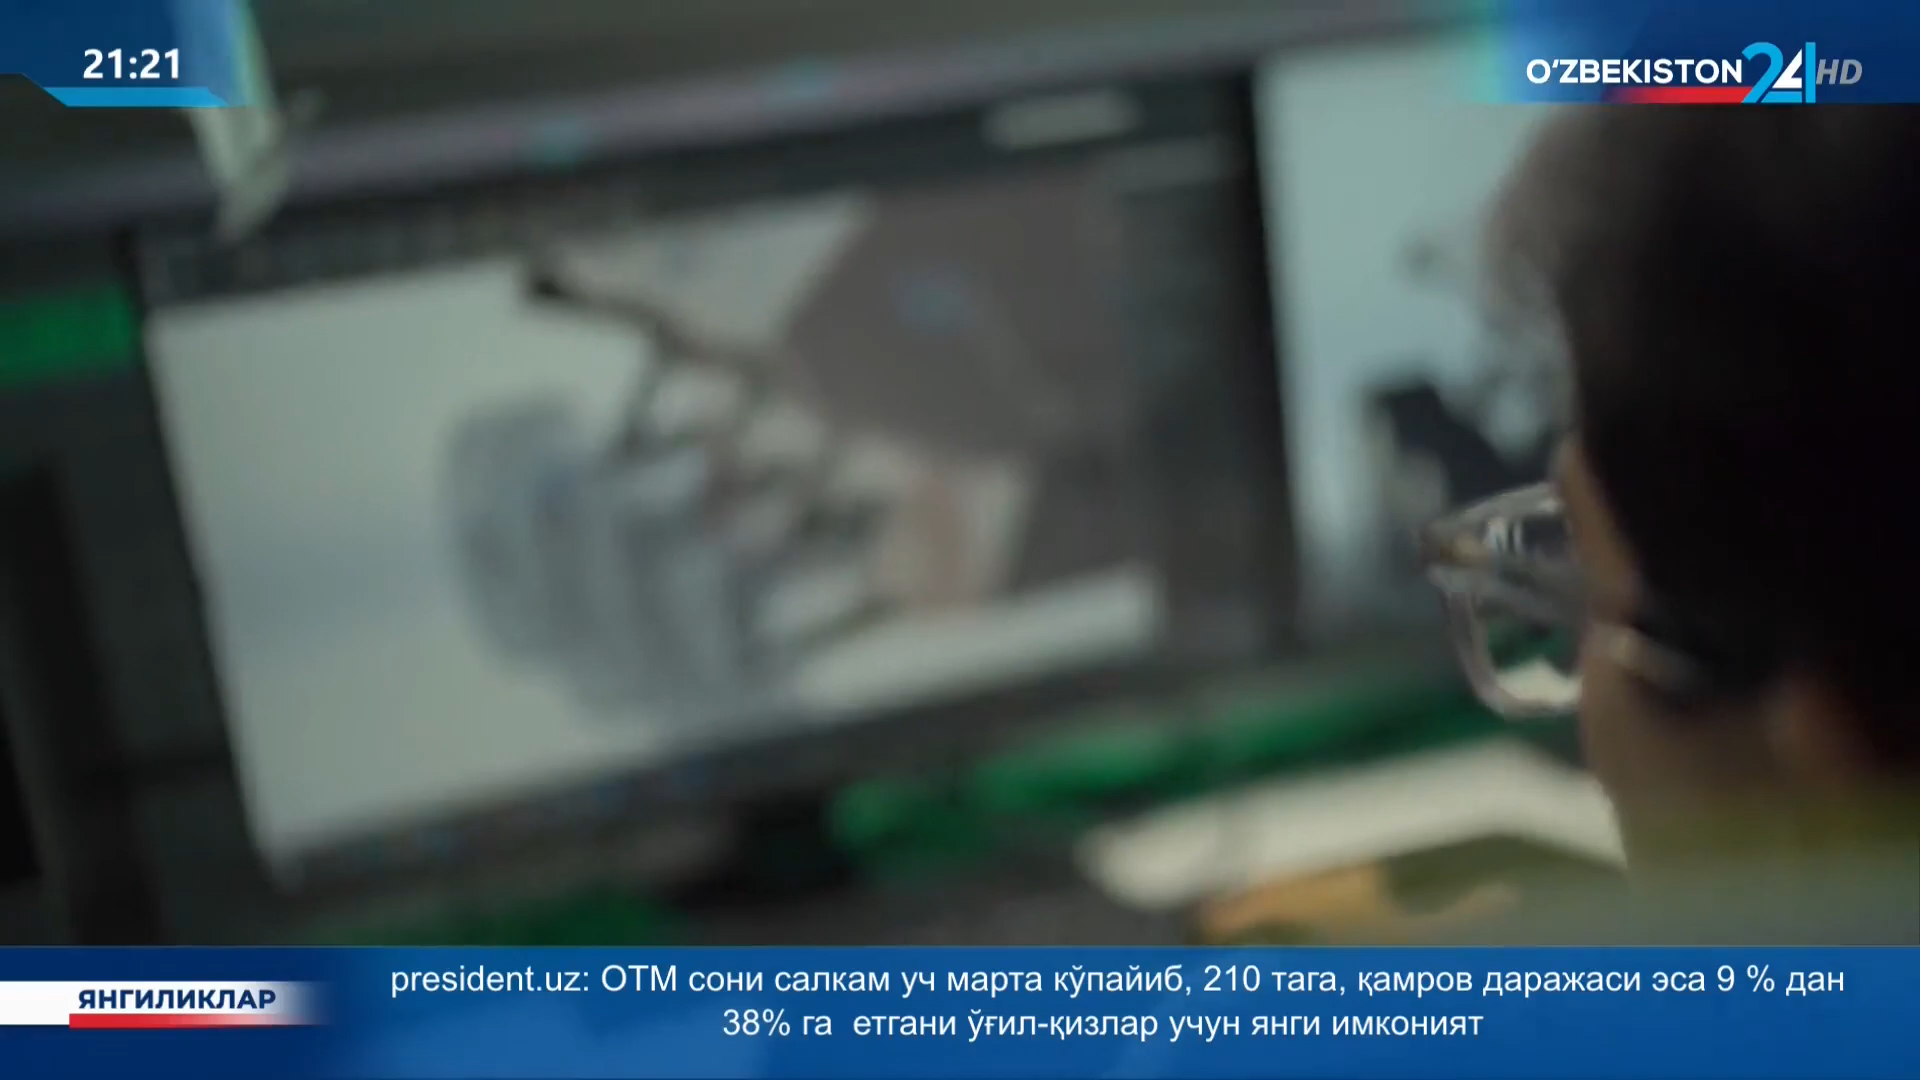 21:21
O‘ZBEKISTON 24 HD
president.uz: ОТМ сони салкам уч марта кўпайиб, 210 тага, қамров даражаси эса 9 % дан
ЯНГИЛИКЛАР
38% га етгани ўғил-қизлар учун янги имконият